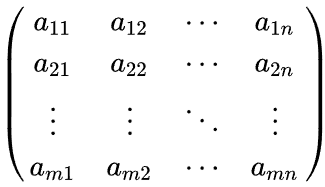 a₁₁ a₁₂ ⋯ a₁ₙ
a₂₁ a₂₂ ⋯ a₂ₙ
⋮ ⋮ ⋱ ⋮
aₘ₁ aₘ₂ ⋯ aₘₙ